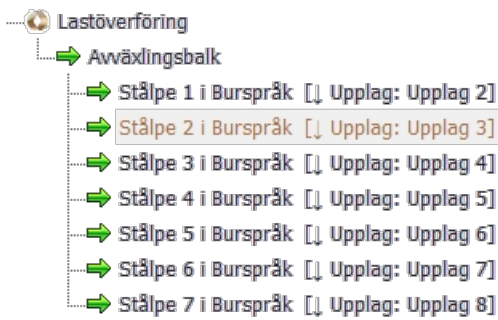 Lastöverföring
Avväxlingsbalk
Stålpe 1 i Burspråk [↓ Upplag: Upplag 2]
Stålpe 2 i Burspråk [↓ Upplag: Upplag 3]
Stålpe 3 i Burspråk [↓ Upplag: Upplag 4]
Stålpe 4 i Burspråk [↓ Upplag: Upplag 5]
Stålpe 5 i Burspråk [↓ Upplag: Upplag 6]
Stålpe 6 i Burspråk [↓ Upplag: Upplag 7]
Stålpe 7 i Burspråk [↓ Upplag: Upplag 8]